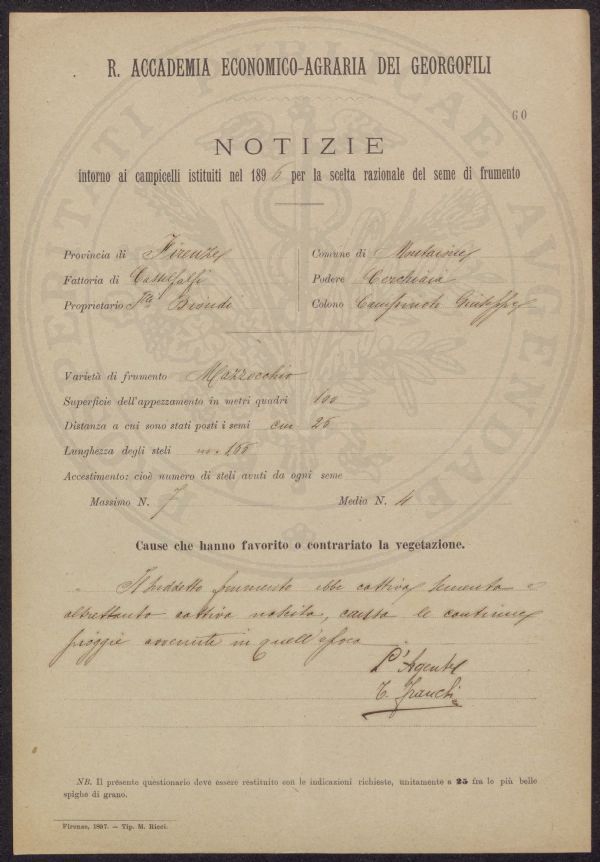 R. ACCADEMIA ECONOMICO-AGRARIA DEI GEORGOFILI
60
NOTIZIE
intorno ai campicelli istituiti nel 1896 per la scelta razionale del seme di frumento
Provincia di Firenze
Fattoria di Castelfalfi
Proprietario Biondi
Comune di Montaione
Podere Cerchiaia
Colono Giuseppe
Varietà di frumento Mazzocchio
Superficie dell'appezzamento in metri quadri 100
Distanza a cui sono stati posti i semi cm 25
Lunghezza degli steli 1.55
Accestimento: cioè numero di steli avuti da ogni seme
Massimo N. 7 Medio N. 4
Cause che hanno favorito o contrariato la vegetazione.
Il suddetto frumento ebbe cattiva sementa e
altrettanto cattiva nascita, causa le continue
pioggie avvenute in quell'epoca
L'Agente
T. Franchi
NB. Il presente questionario deve essere restituito con le indicazioni richieste, unitamente a 25 fra le più belle
spighe di grano.
Firenze, 1897. — Tip. M. Ricci.